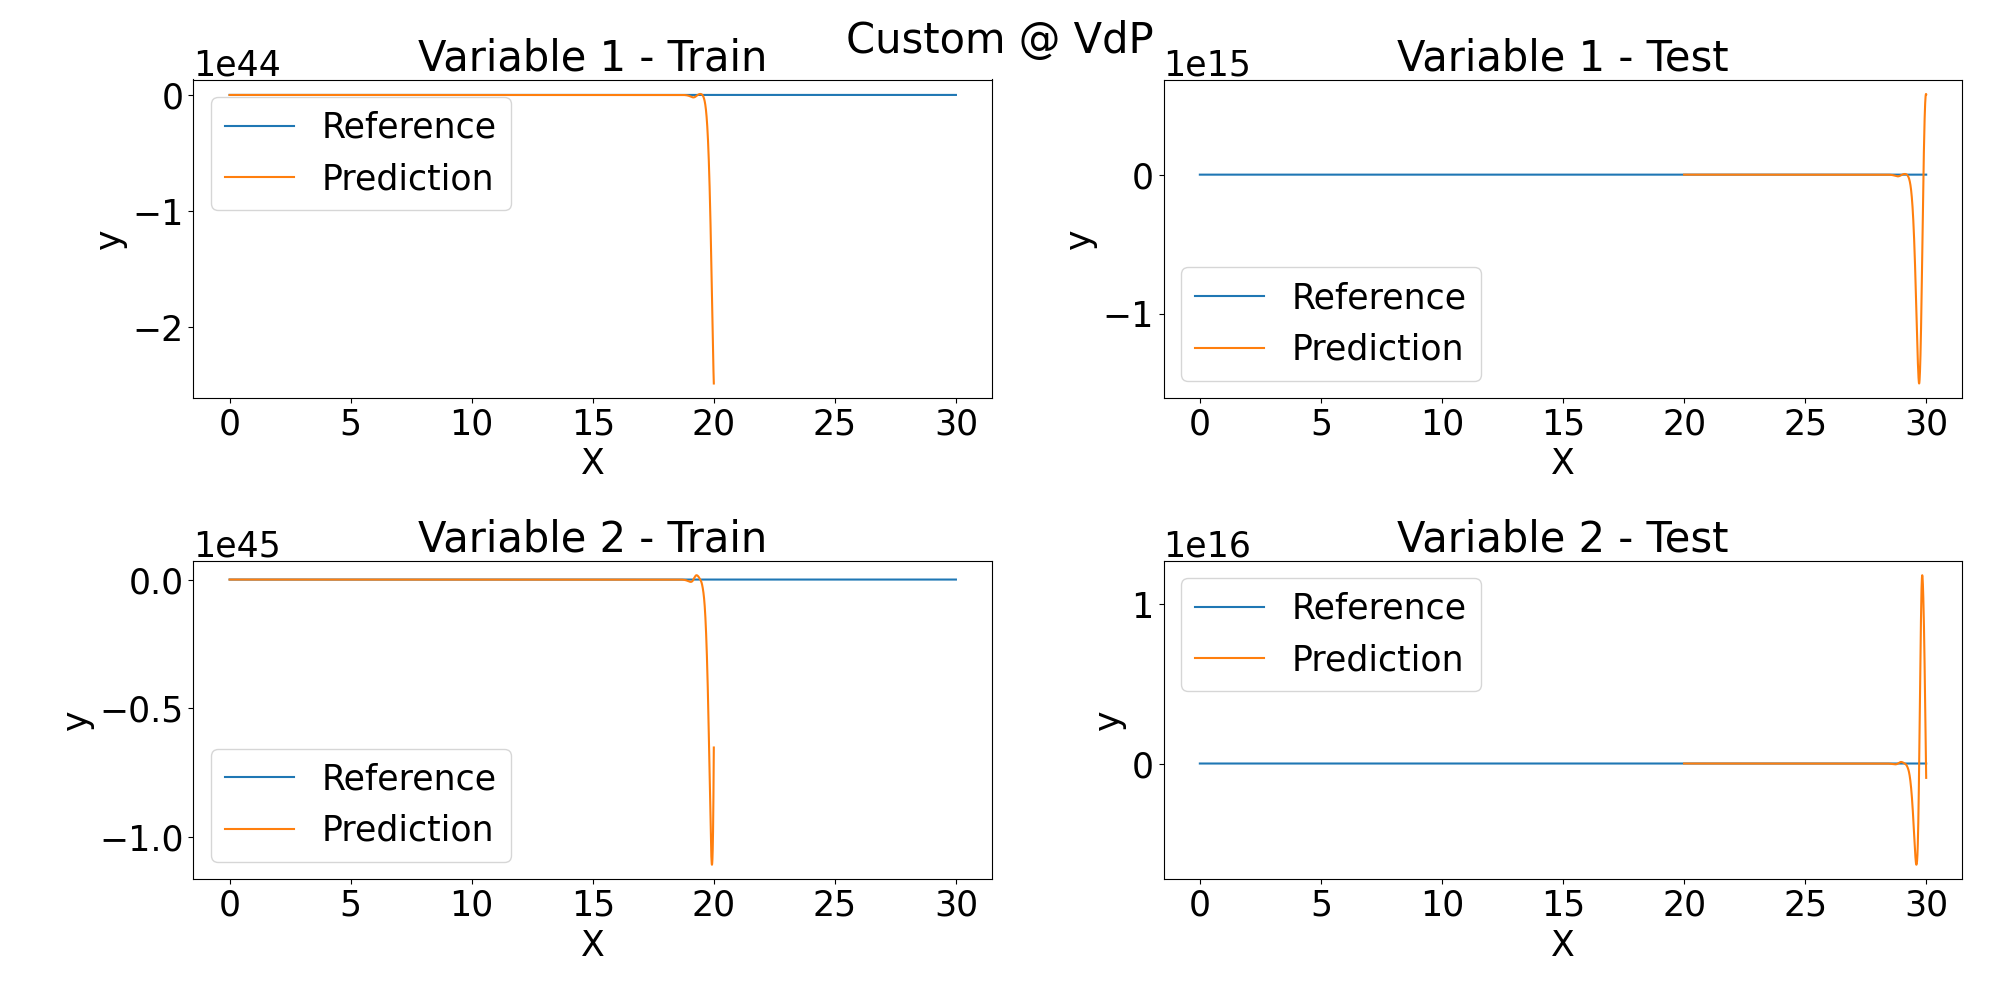 Custom @ VdP
Variable 1 - Train
1e44
0
−1
−2
y
Reference
Prediction
0 5 10 15 20 25 30
X
Variable 1 - Test
1e15
0
−1
y
Reference
Prediction
0 5 10 15 20 25 30
X
Variable 2 - Train
1e45
0.0
−0.5
−1.0
y
Reference
Prediction
0 5 10 15 20 25 30
X
Variable 2 - Test
1e16
1
0
y
Reference
Prediction
0 5 10 15 20 25 30
X